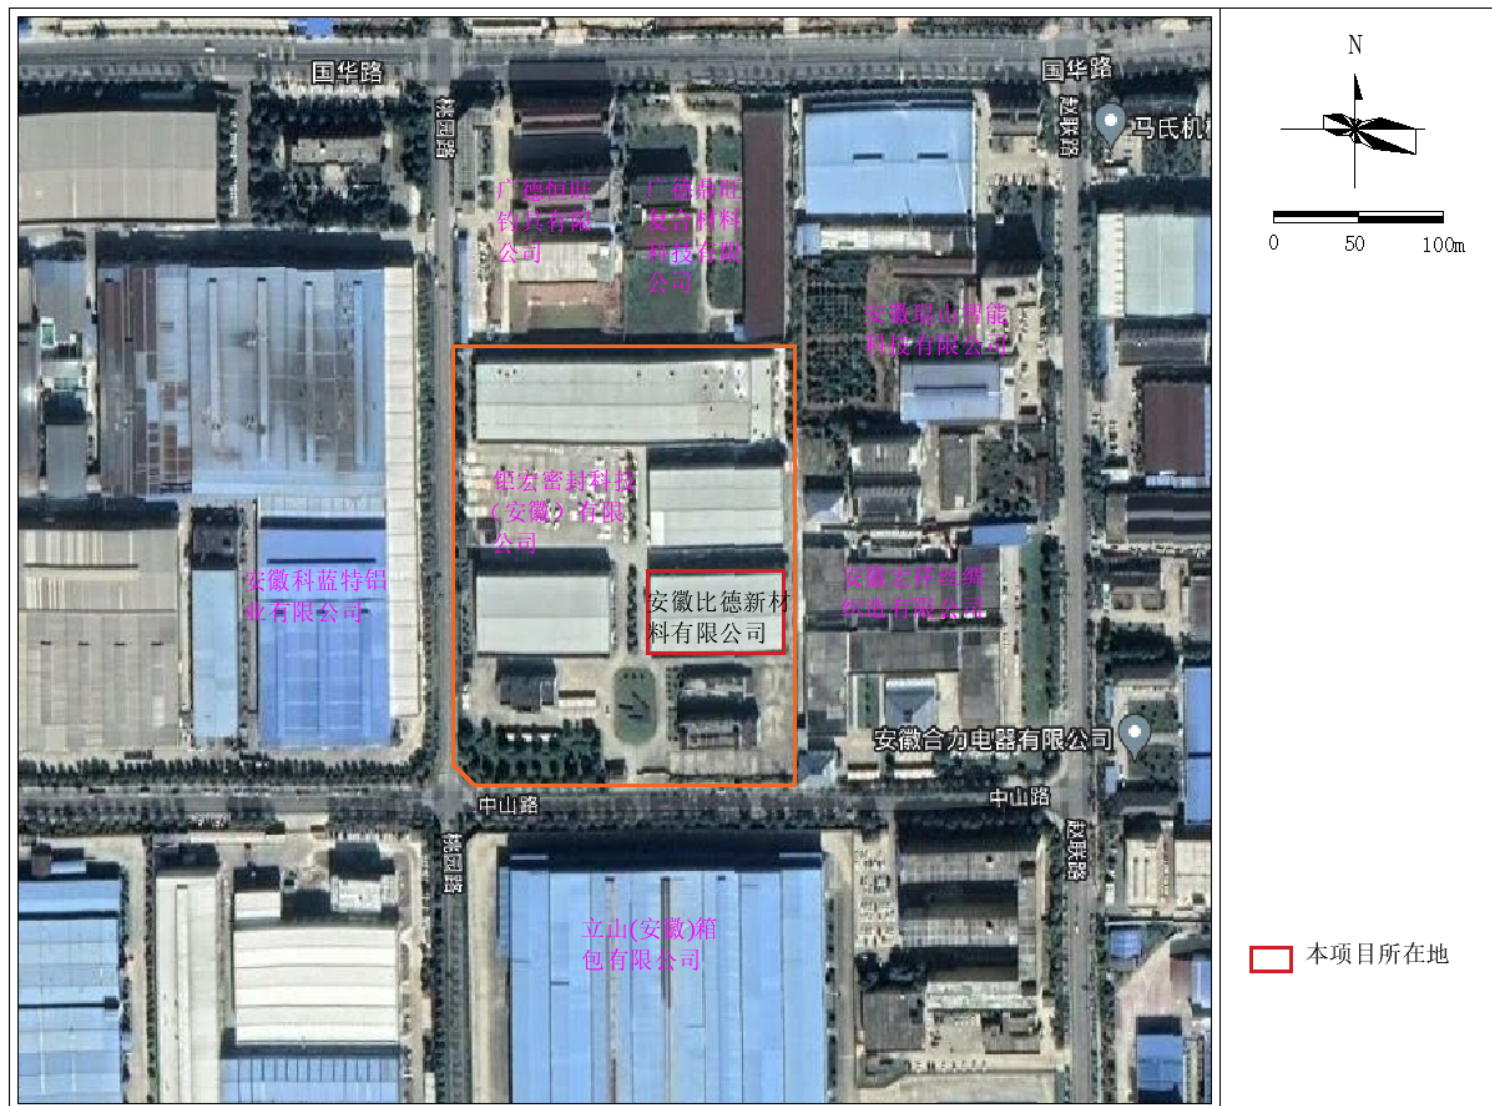 国华路
国华路
N
桃园路
赵联路
马氏机
广德恒旺
钓具有限
公司
广德鼎旺
复合材料
科技有限
公司
0 50 100m
安徽琨山智能
科技有限公司
钜宏密封科技
（安徽）有限
公司
安徽科蓝特铝
业有限公司
安徽比德新材
料有限公司
安徽宏祥丝绸
织造有限公司
安徽合力电器有限公司
中山路
中山路
桃园路
赵联路
立山(安徽)箱
包有限公司
本项目所在地